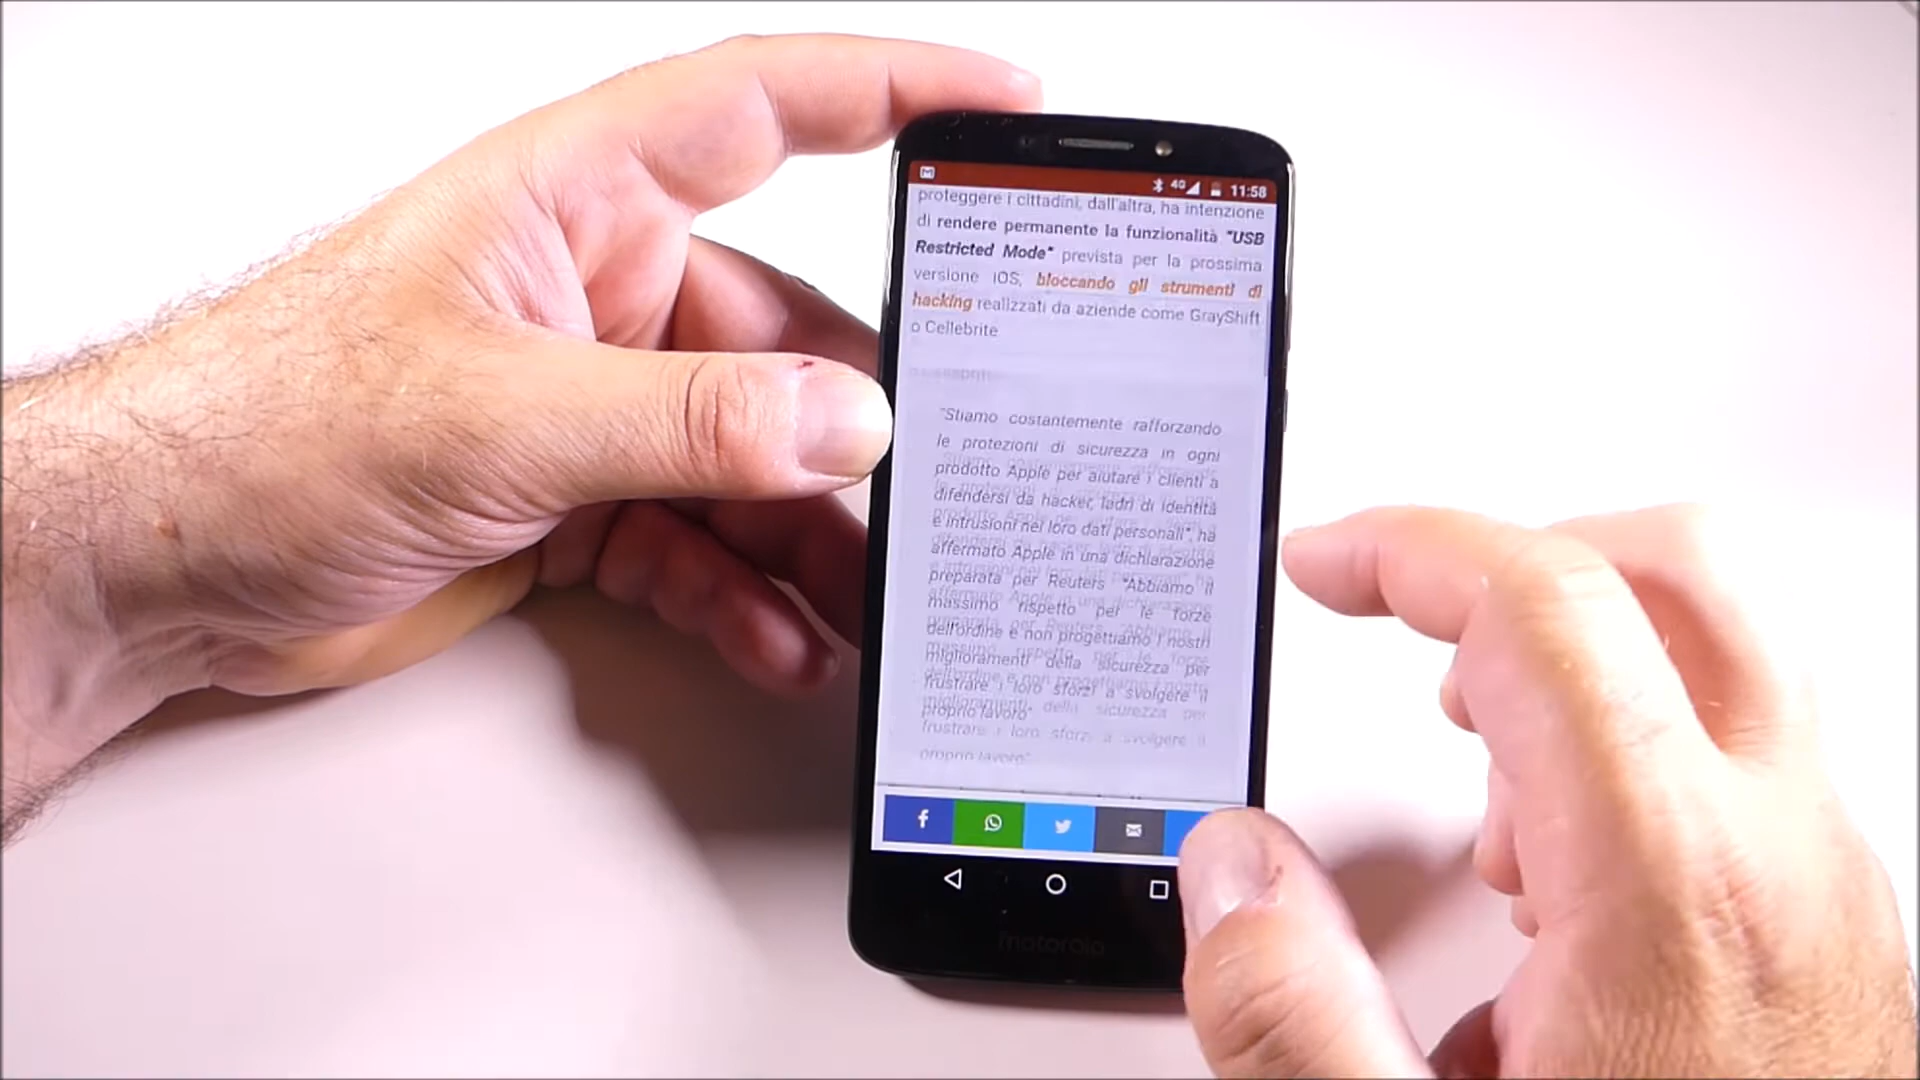 4G 11:58
proteggere i cittadini, dall'altra, ha intenzione
di rendere permanente la funzionalità "USB
Restricted Mode" prevista per la prossima
versione iOS, bloccando gli strumenti di
hacking realizzati da aziende come GrayShift
o Cellebrite
"Stiamo costantemente rafforzando
le protezioni di sicurezza in ogni
prodotto Apple per aiutare i clienti a
difendersi da hacker, ladri di identità
e intrusioni nei loro dati personali", ha
affermato Apple in una dichiarazione
preparata per Reuters "Abbiamo il
massimo rispetto per le forze
dell'ordine e non progettiamo i nostri
miglioramenti della sicurezza per
frustrare i loro sforzi a svolgere il
proprio lavoro"
motorola